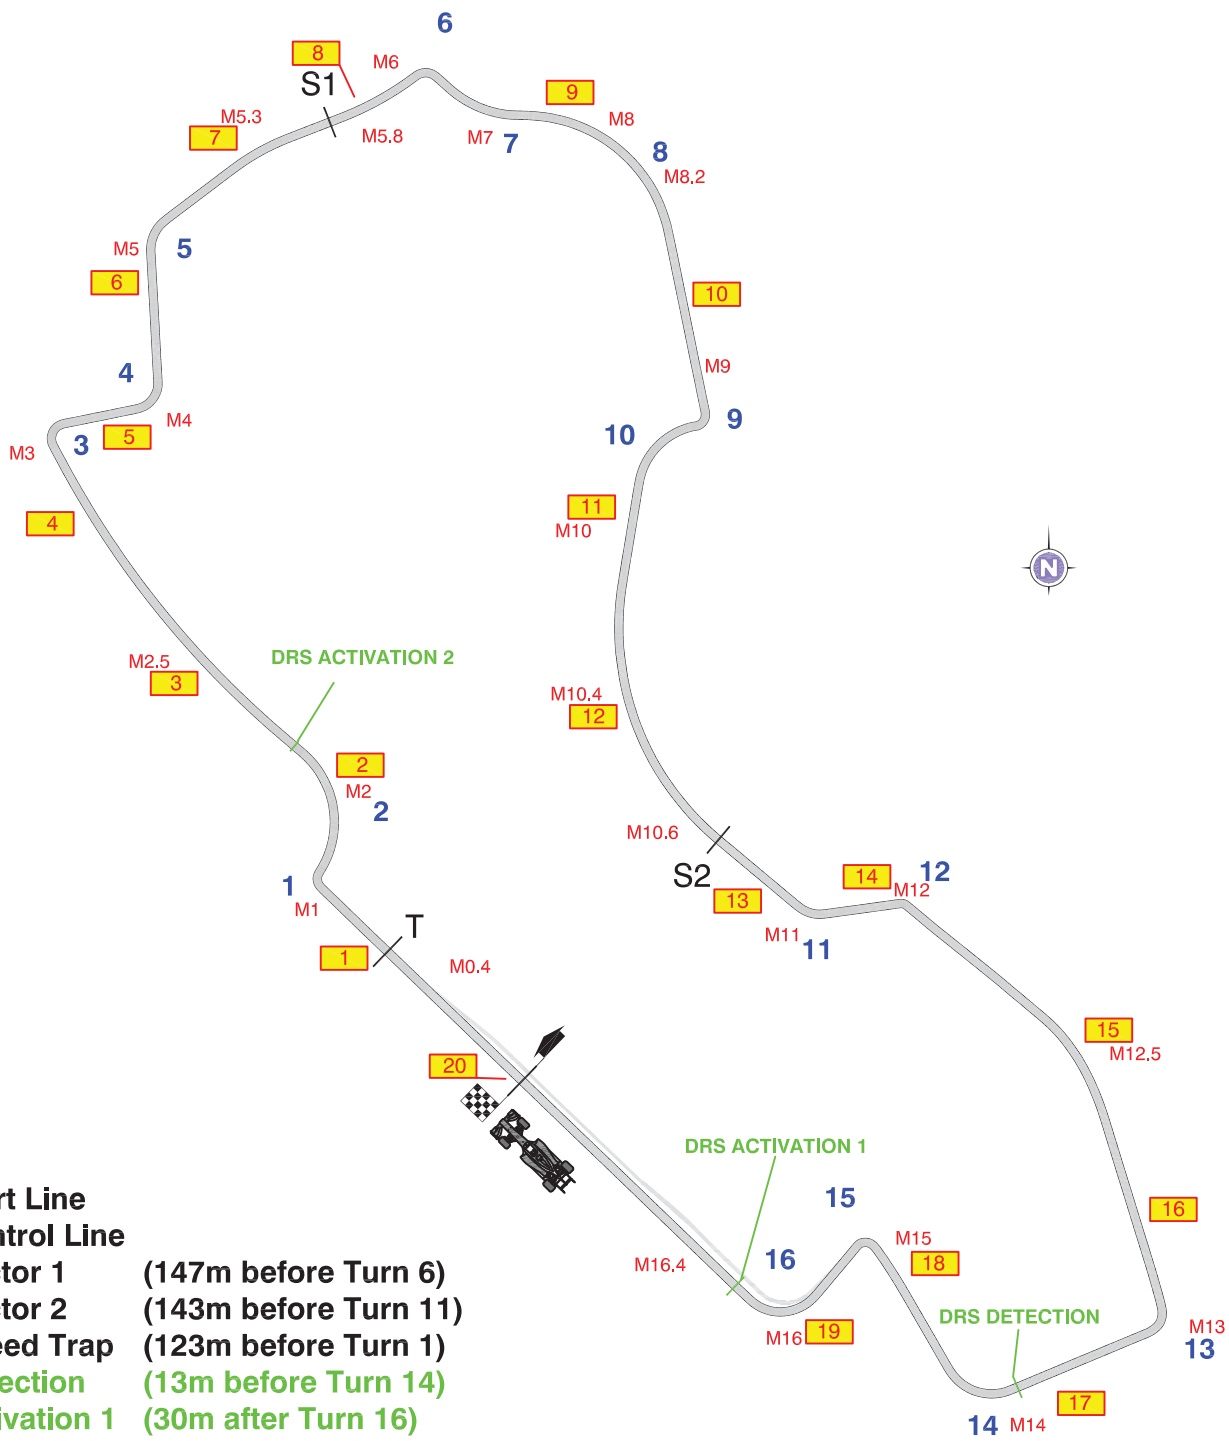 6
8
M6
S1
9
M5.3
M8
7
M5.8
M7
7
8
M8.2
M5
5
6
10
4
M9
M4
9
3
5
10
M3
11
4
M10
N
DRS ACTIVATION 2
M2.5
3
M10.4
12
2
M2
2
M10.6
S2
14
12
1
M12
13
M1
T
M11
11
1
M0.4
15
M12.5
20
DRS ACTIVATION 1
15
rt Line
16
ntrol Line
M15
16
M16.4
18
ctor 1 (147m before Turn 6)
ctor 2 (143m before Turn 11)
DRS DETECTION
M13
M16
19
13
eed Trap (123m before Turn 1)
ection (13m before Turn 14)
17
14
M14
ivation 1 (30m after Turn 16)